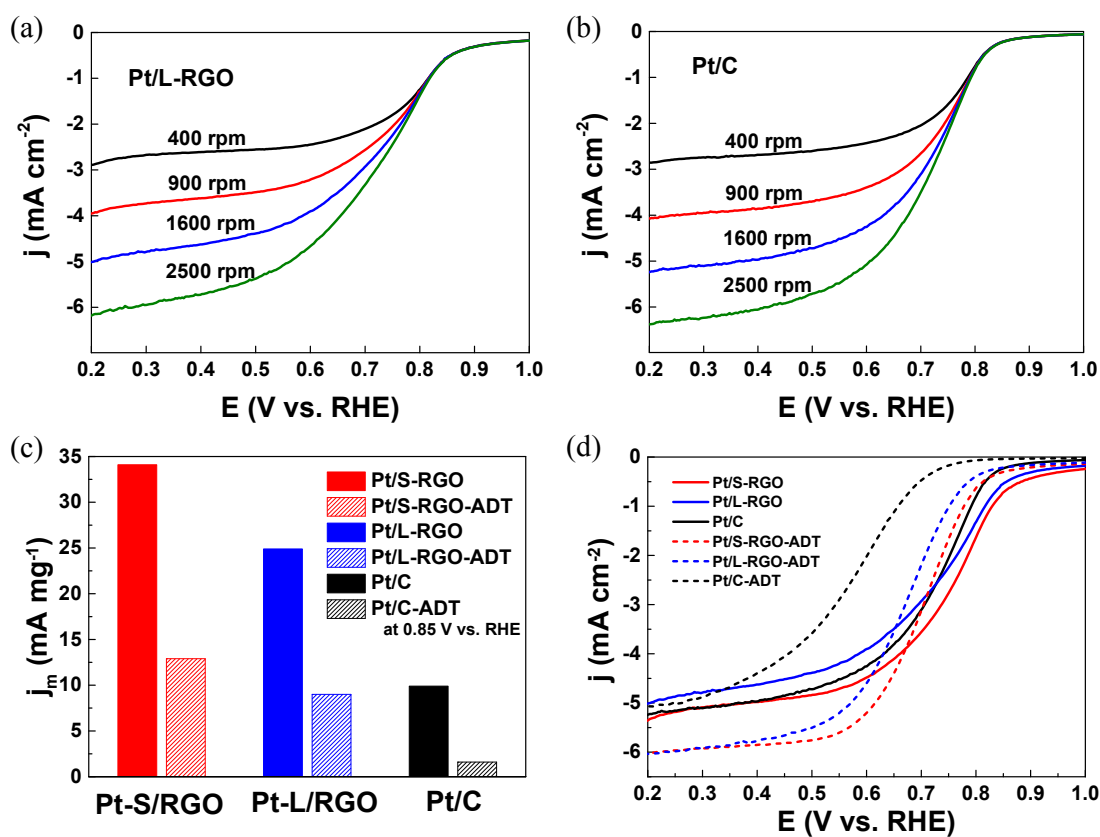 (a)
0
-1
-2
-3
-4
-5
-6
j (mA cm-2)
Pt/L-RGO
400 rpm
900 rpm
1600 rpm
2500 rpm
0.2 0.3 0.4 0.5 0.6 0.7 0.8 0.9 1.0
E (V vs. RHE)
(b)
0
-1
-2
-3
-4
-5
-6
j (mA cm-2)
Pt/C
400 rpm
900 rpm
1600 rpm
2500 rpm
0.2 0.3 0.4 0.5 0.6 0.7 0.8 0.9 1.0
E (V vs. RHE)
(c)
35
30
25
20
15
10
5
0
jm (mA mg-1)
Pt/S-RGO
Pt/S-RGO-ADT
Pt/L-RGO
Pt/L-RGO-ADT
Pt/C
Pt/C-ADT
at 0.85 V vs. RHE
Pt-S/RGO Pt-L/RGO Pt/C
(d)
0
-1
-2
-3
-4
-5
-6
j (mA cm-2)
Pt/S-RGO
Pt/L-RGO
Pt/C
Pt/S-RGO-ADT
Pt/L-RGO-ADT
Pt/C-ADT
0.2 0.3 0.4 0.5 0.6 0.7 0.8 0.9 1.0
E (V vs. RHE)